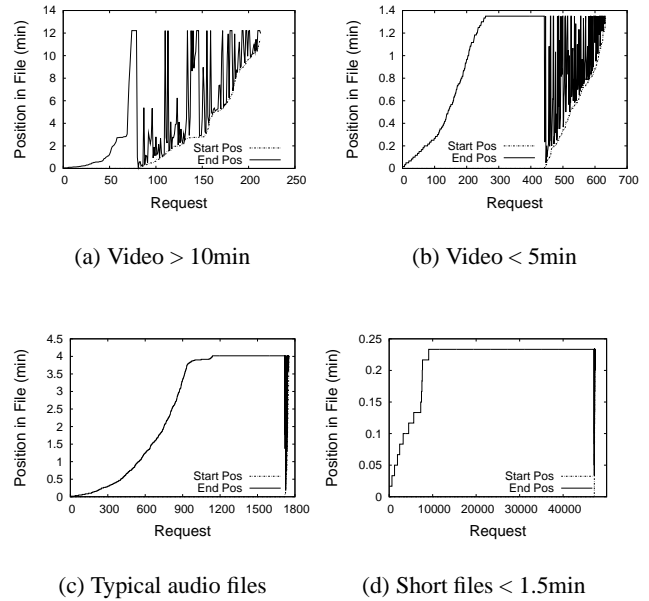 14
12
10
8
6
4
2
0
0 50 100 150 200 250
Position in File (min)
Request
Start Pos
End Pos
(a) Video > 10min
1.4
1.2
1
0.8
0.6
0.4
0.2
0
0 100 200 300 400 500 600 700
Position in File (min)
Request
Start Pos
End Pos
(b) Video < 5min
4.5
4
3.5
3
2.5
2
1.5
1
0.5
0
0 300 600 900 1200 1500 1800
Position in File (min)
Request
Start Pos
End Pos
(c) Typical audio files
0.25
0.2
0.15
0.1
0.05
0
0 10000 20000 30000 40000
Position in File (min)
Request
Start Pos
End Pos
(d) Short files < 1.5min